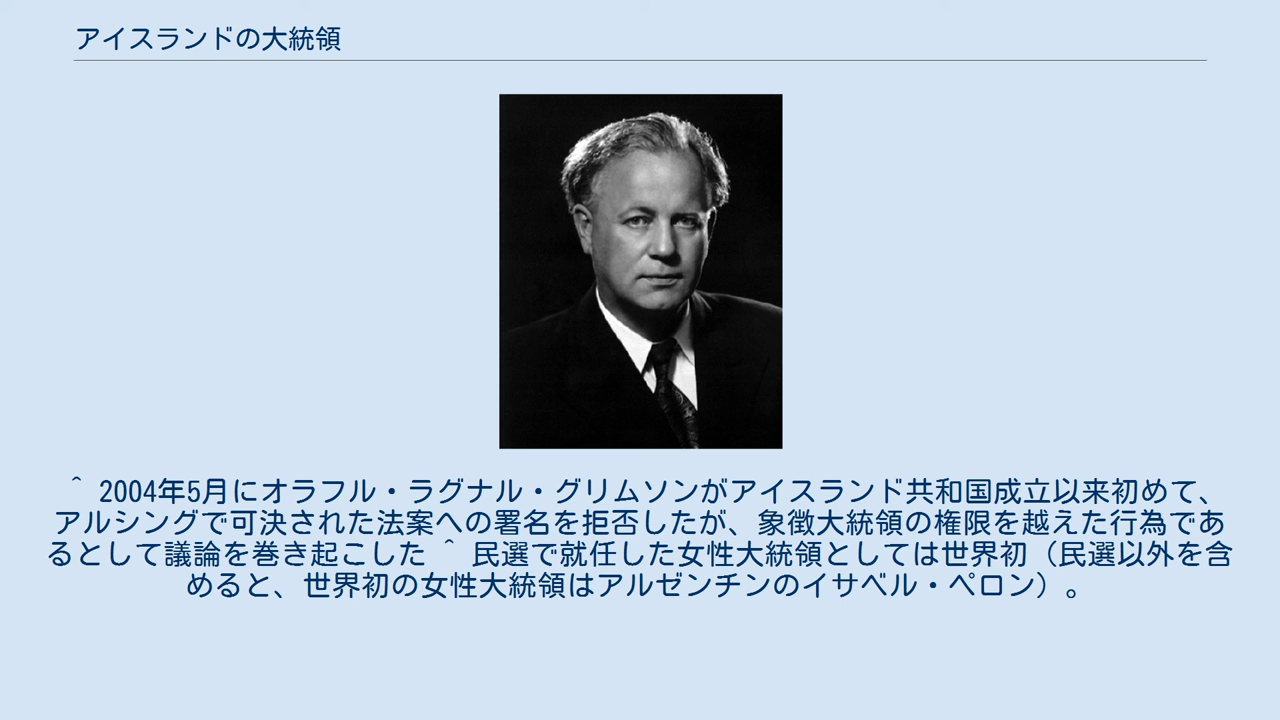 アイスランドの大統領
^ 2004年5月にオラフル・ラグナル・グリムソンがアイスランド共和国成立以来初めて、
アルシングで可決された法案への署名を拒否したが、象徴大統領の権限を越えた行為であ
るとして議論を巻き起こした ^ 民選で就任した女性大統領としては世界初（民選以外を含
めると、世界初の女性大統領はアルゼンチンのイサベル・ペロン）。